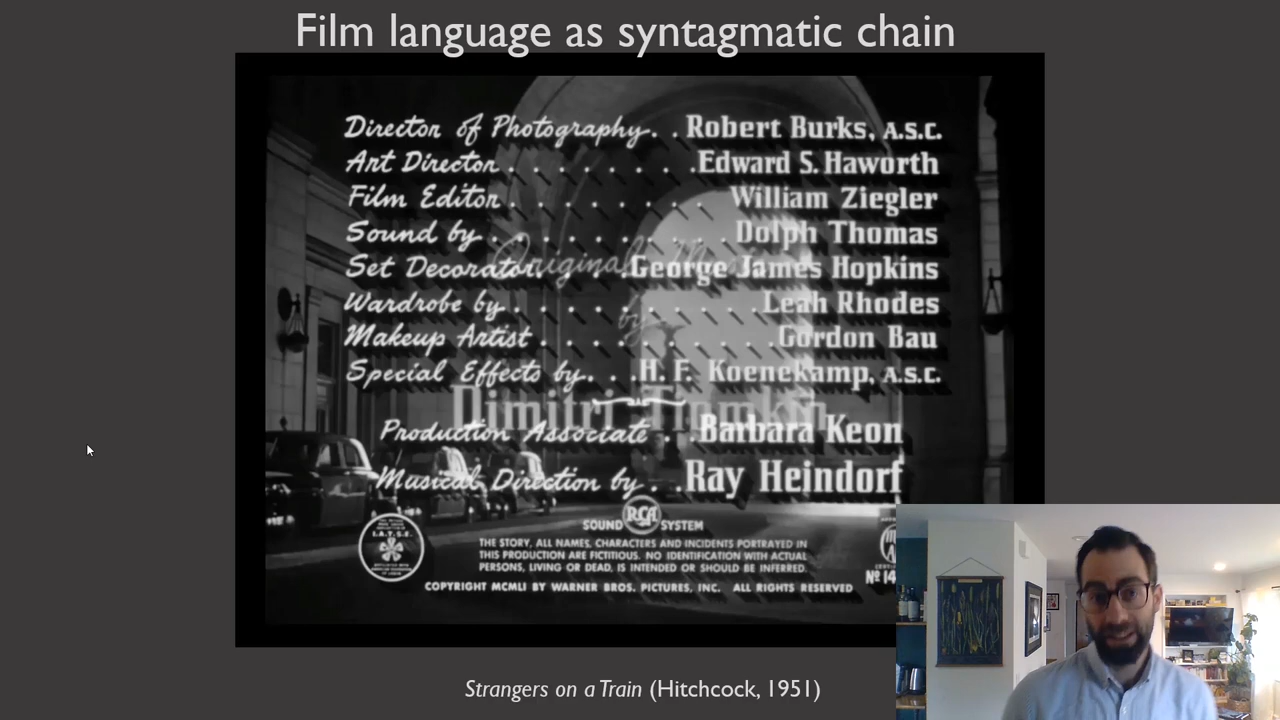 Film language as syntagmatic chain
Director of Photography. . Robert Burks, A.S.C.
Art Director . . . . . . . . .Edward S. Haworth
Film Editor . . . . . . . . William Ziegler
Sound by. . . . . . . . . . . Dolph Thomas
Set Decorator. . . . George James Hopkins
Original Music
Wardrobe by. . . . . . . . . . .Leah Rhodes
by
Makeup Artist . . . . . . . . . .Gordon Bau
Special Effects by. . .H. F. Koenekamp, A.S.C.
Dimitri Tiomkin
Production Associate . .Barbara Keon
Musical Direction by. . .Ray Heindorf
RCA
SOUND SYSTEM
I.A.T.S.E.
THE STORY, ALL NAMES, CHARACTERS AND INCIDENTS PORTRAYED IN
THIS PRODUCTION ARE FICTITIOUS. NO IDENTIFICATION WITH ACTUAL
PERSONS, LIVING OR DEAD, IS INTENDED OR SHOULD BE INFERRED.
Nº 14
COPYRIGHT MCMLI BY WARNER BROS. PICTURES, INC. ALL RIGHTS RESERVED
Strangers on a Train (Hitchcock, 1951)